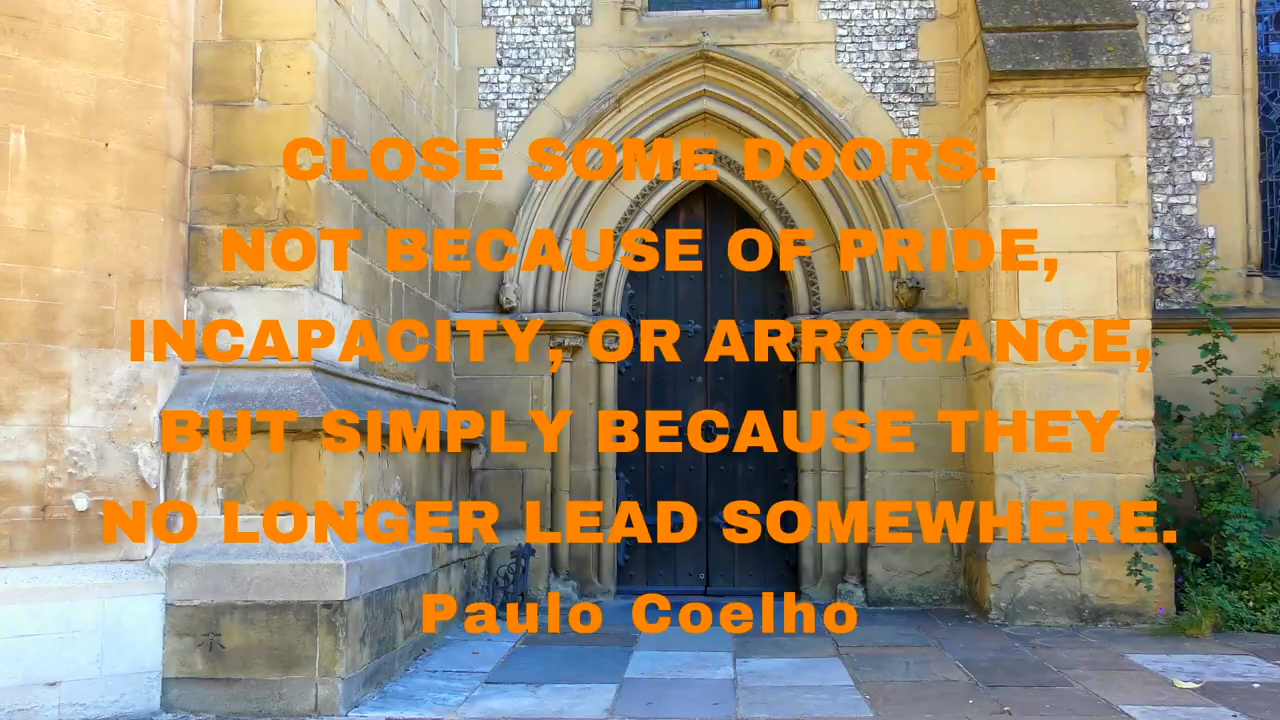 CLOSE SOME DOORS.
NOT BECAUSE OF PRIDE,
INCAPACITY, OR ARROGANCE,
BUT SIMPLY BECAUSE THEY
NO LONGER LEAD SOMEWHERE.
Paulo Coelho